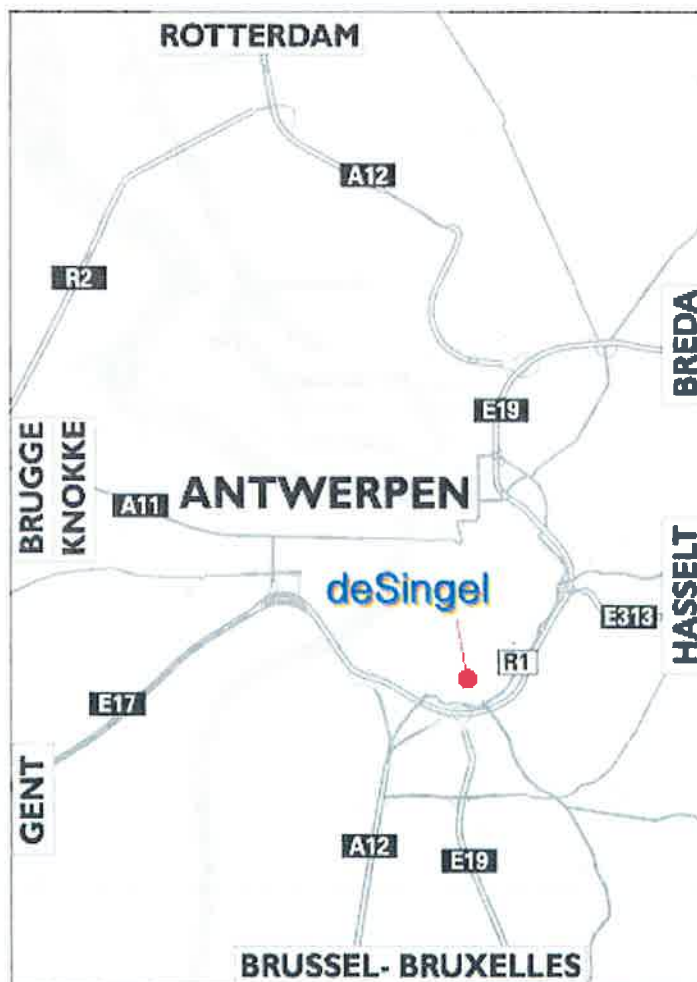 ROTTERDAM
A12
R2
BREDA
E19
BRUGGE
KNOKKE
A11
ANTWERPEN
HASSELT
deSingel
E313
R1
E17
GENT
A12
E19
BRUSSEL- BRUXELLES